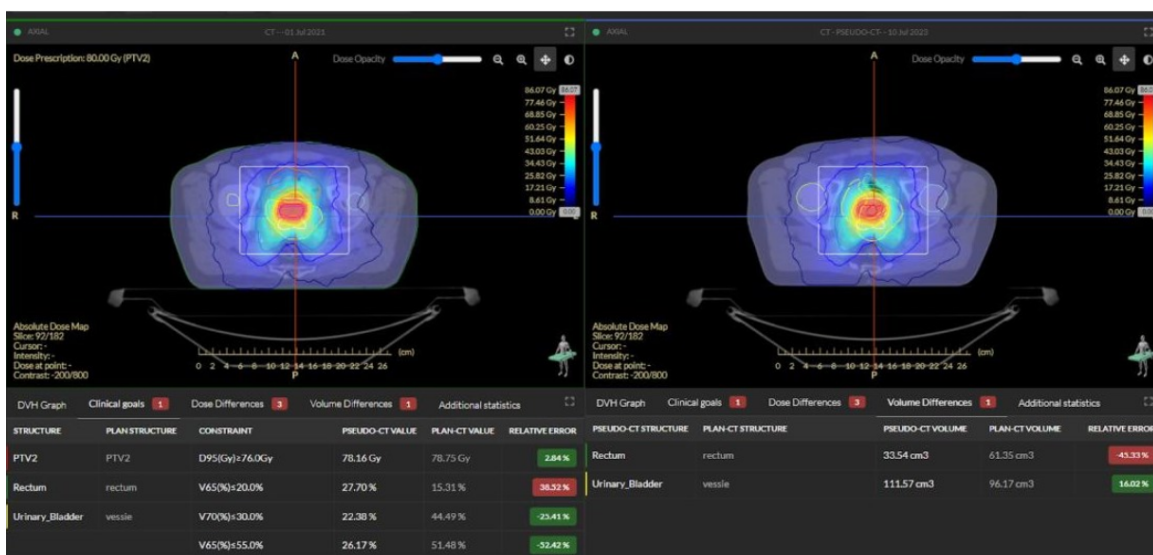 AXIAL CT - - 01 Jul 2021
Dose Prescription: 80.00 Gy (PTV2)
A
Dose Opacity
86.07 Gy 86.07
77.46 Gy
68.85 Gy
60.25 Gy
51.64 Gy
43.03 Gy
34.43 Gy
25.82 Gy
17.21 Gy
8.61 Gy
0.00 Gy 0.00
R
Absolute Dose Map
Slice: 92/182
Cursor: -
Intensity: -
Dose at point: -
Contrast: -200/800
(cm)
0 2 4 6 8 10 12 14 16 18 20 22 24 26
P
DVH Graph Clinical goals 1 Dose Differences 3 Volume Differences 1 Additional statistics
STRUCTURE PLAN STRUCTURE CONSTRAINT PSEUDO-CT VALUE PLAN-CT VALUE RELATIVE ERROR
PTV2 PTV2 D95(Gy)≥76.0Gy 78.16 Gy 78.75 Gy 2.84 %
Rectum rectum V65(%)≤20.0% 27.70 % 15.31 % 38.52 %
Urinary_Bladder vessie V70(%)≤30.0% 22.38 % 44.49 % -25.41 %
V65(%)≤55.0% 26.17 % 51.48 % -52.42 %
AXIAL CT - PSEUDO-CT - 10 Jul 2023
A
Dose Opacity
86.07 Gy
77.46 Gy
68.85 Gy
60.25 Gy
51.64 Gy
43.03 Gy
34.43 Gy
25.82 Gy
17.21 Gy
8.61 Gy
0.00 Gy 0.00
R
Absolute Dose Map
Slice: 92/182
Cursor: -
Intensity: -
Dose at point: -
Contrast: -200/800
(cm)
0 2 4 6 8 10 12 14 16 18 20 22 24 26
P
DVH Graph Clinical goals 1 Dose Differences 3 Volume Differences 1 Additional statistics
PSEUDO-CT STRUCTURE PLAN-CT STRUCTURE PSEUDO-CT VOLUME PLAN-CT VOLUME RELATIVE ERROR
Rectum rectum 33.54 cm3 61.35 cm3 -45.33 %
Urinary_Bladder vessie 111.57 cm3 96.17 cm3 16.02 %